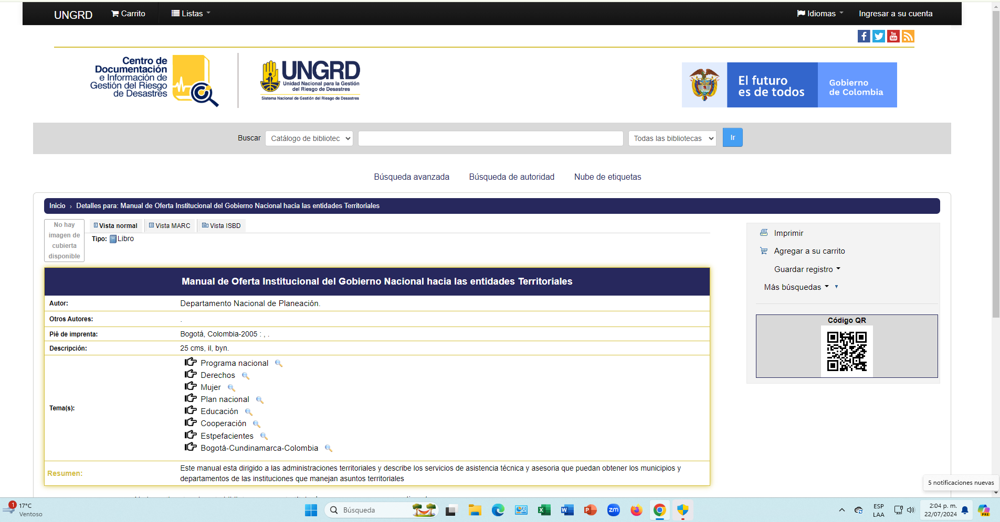 UNGRD Carrito Listas Idiomas Ingresar a su cuenta
Centro de
Documentación
e Información de
Gestión del Riesgo
de Desastres
UNGRD
Unidad Nacional para la Gestión
del Riesgo de Desastres
Sistema Nacional de Gestión del Riesgo de Desastres
El futuro
es de todos
Gobierno
de Colombia
Buscar Catálogo de bibliotec Todas las bibliotecas Ir
Búsqueda avanzada Búsqueda de autoridad Nube de etiquetas
Inicio › Detalles para: Manual de Oferta Institucional del Gobierno Nacional hacia las entidades Territoriales
No hay
imagen de
cubierta
disponible
Vista normal Vista MARC Vista ISBD
Tipo: Libro
Imprimir
Agregar a su carrito
Guardar registro
Más búsquedas
Código QR
Manual de Oferta Institucional del Gobierno Nacional hacia las entidades Territoriales
Autor: Departamento Nacional de Planeación.
Otros Autores: .
Pié de imprenta: Bogotá, Colombia-2005 : , .
Descripción: 25 cms, il, byn.
Tema(s):
Programa nacional
Derechos
Mujer
Plan nacional
Educación
Cooperación
Estpefacientes
Bogotá-Cundinamarca-Colombia
Resumen: Este manual esta dirigido a las administraciones territoriales y describe los servicios de asistencia técnica y asesoria que puedan obtener los municipios y
departamentos de las instituciones que manejan asuntos territoriales
5 notificaciones nuevas
1 17°C
Ventoso
Búsqueda
zm
ESP
LAA
2:04 p. m.
22/07/2024
PRE